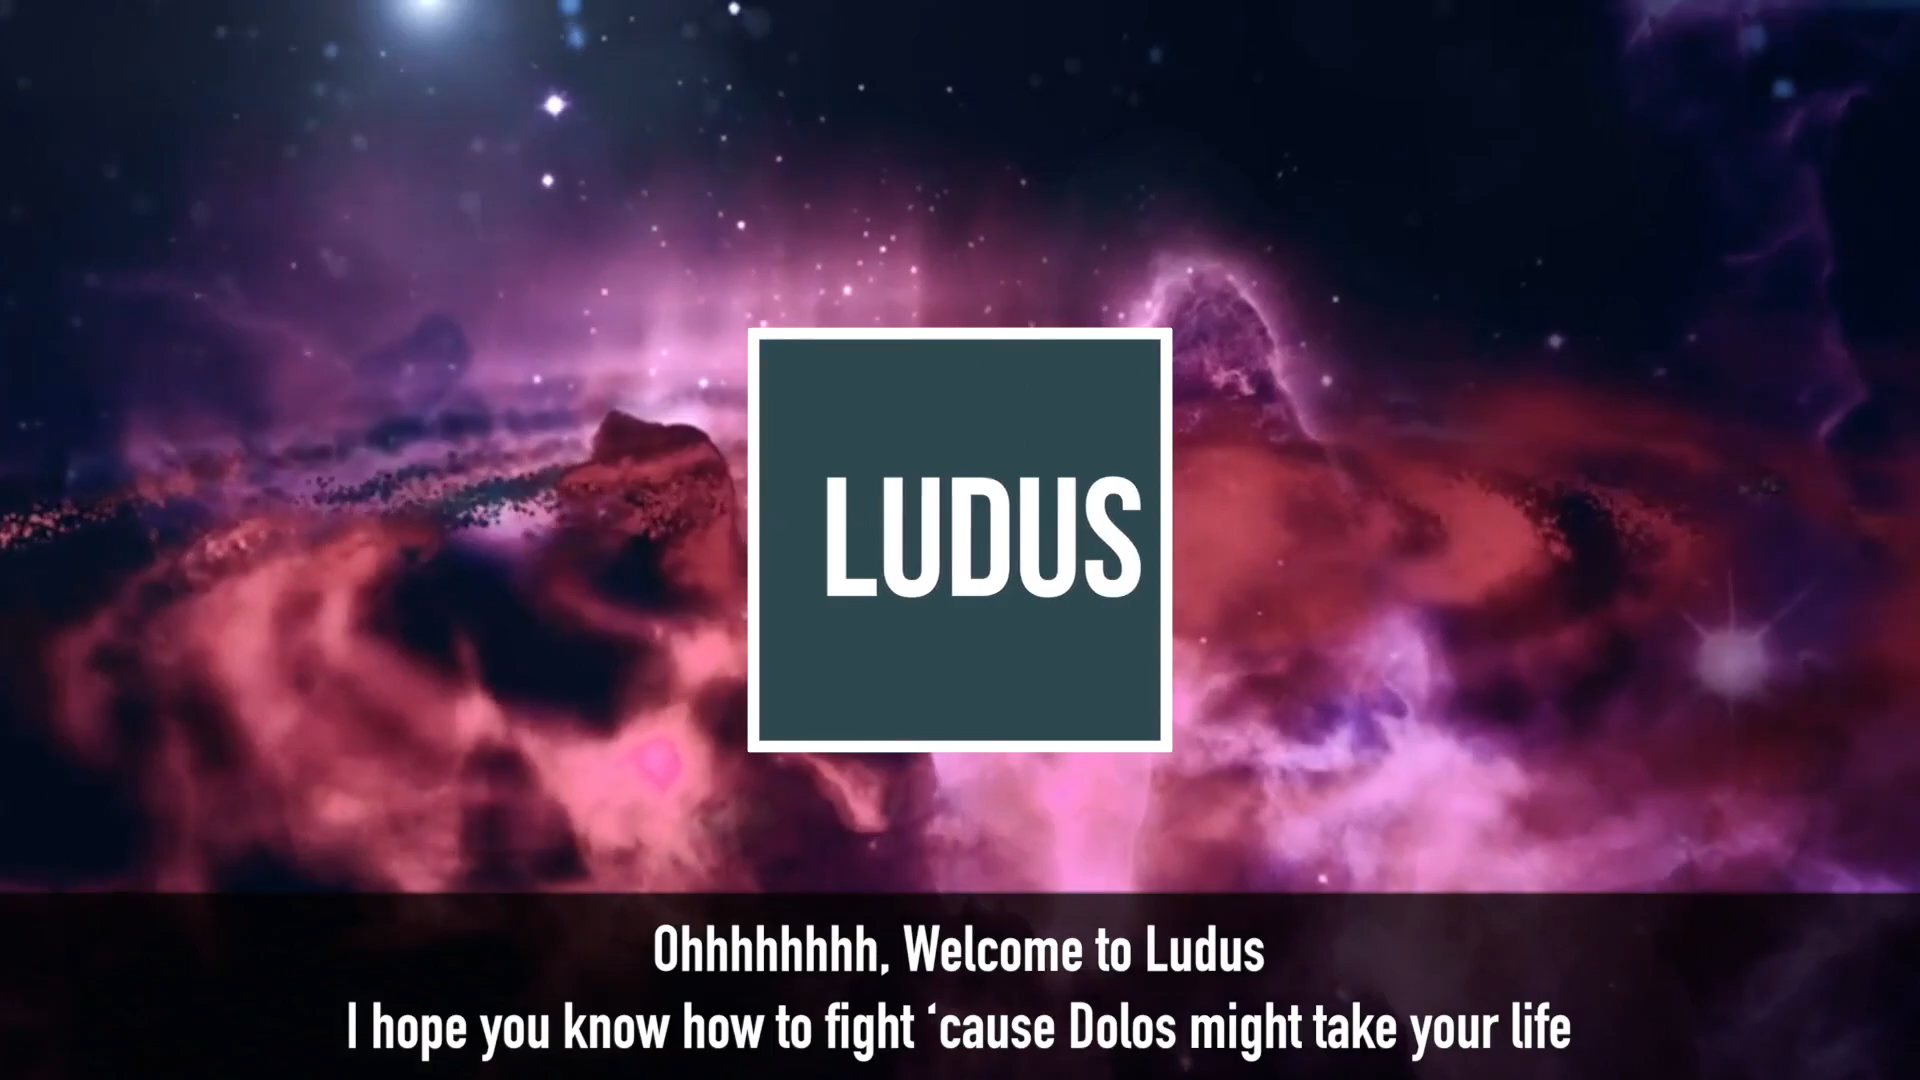 LUDUS
Ohhhhhhhh, Welcome to Ludus
I hope you know how to fight ‘cause Dolos might take your life